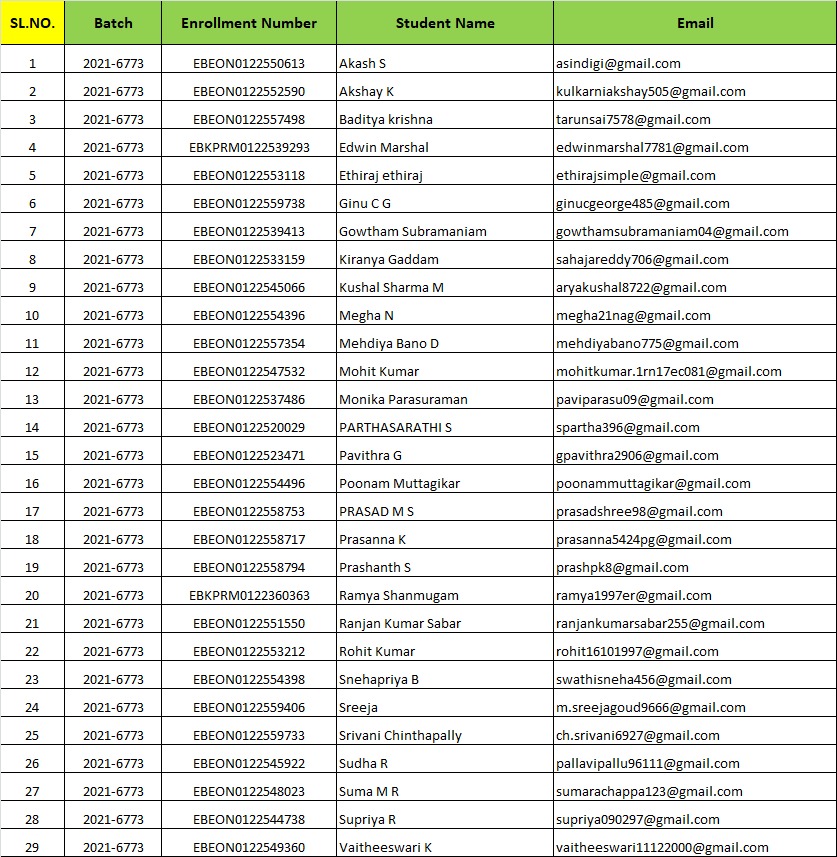 SL.NO. Batch Enrollment Number Student Name Email
1 2021-6773 EBEON0122550613 Akash S asindigi@gmail.com
2 2021-6773 EBEON0122552590 Akshay K kulkarniakshay505@gmail.com
3 2021-6773 EBEON0122557498 Baditya krishna tarunsai7578@gmail.com
4 2021-6773 EBKPRM0122539293 Edwin Marshal edwinmarshal7781@gmail.com
5 2021-6773 EBEON0122553118 Ethiraj ethiraj ethirajsimple@gmail.com
6 2021-6773 EBEON0122559738 Ginu C G ginucgeorge485@gmail.com
7 2021-6773 EBEON0122539413 Gowtham Subramaniam gowthamsubramaniam04@gmail.com
8 2021-6773 EBEON0122533159 Kiranya Gaddam sahajareddy706@gmail.com
9 2021-6773 EBEON0122545066 Kushal Sharma M aryakushal8722@gmail.com
10 2021-6773 EBEON0122554396 Megha N megha21nag@gmail.com
11 2021-6773 EBEON0122557354 Mehdiya Bano D mehdiyabano775@gmail.com
12 2021-6773 EBEON0122547532 Mohit Kumar mohitkumar.1rn17ec081@gmail.com
13 2021-6773 EBEON0122537486 Monika Parasuraman paviparasu09@gmail.com
14 2021-6773 EBEON0122520029 PARTHASARATHI S spartha396@gmail.com
15 2021-6773 EBEON0122523471 Pavithra G gpavithra2906@gmail.com
16 2021-6773 EBEON0122554496 Poonam Muttagikar poonammuttagikar@gmail.com
17 2021-6773 EBEON0122558753 PRASAD M S prasadshree98@gmail.com
18 2021-6773 EBEON0122558717 Prasanna K prasanna5424pg@gmail.com
19 2021-6773 EBEON0122558794 Prashanth S prashpk8@gmail.com
20 2021-6773 EBKPRM0122360363 Ramya Shanmugam ramya1997er@gmail.com
21 2021-6773 EBEON0122551550 Ranjan Kumar Sabar ranjankumarsabar255@gmail.com
22 2021-6773 EBEON0122553212 Rohit Kumar rohit16101997@gmail.com
23 2021-6773 EBEON0122554398 Snehapriya B swathisneha456@gmail.com
24 2021-6773 EBEON0122559406 Sreeja m.sreejagoud9666@gmail.com
25 2021-6773 EBEON0122559733 Srivani Chinthapally ch.srivani6927@gmail.com
26 2021-6773 EBEON0122545922 Sudha R pallavipallu96111@gmail.com
27 2021-6773 EBEON0122548023 Suma M R sumarachappa123@gmail.com
28 2021-6773 EBEON0122544738 Supriya R supriya090297@gmail.com
29 2021-6773 EBEON0122549360 Vaitheeswari K vaitheeswari11122000@gmail.com